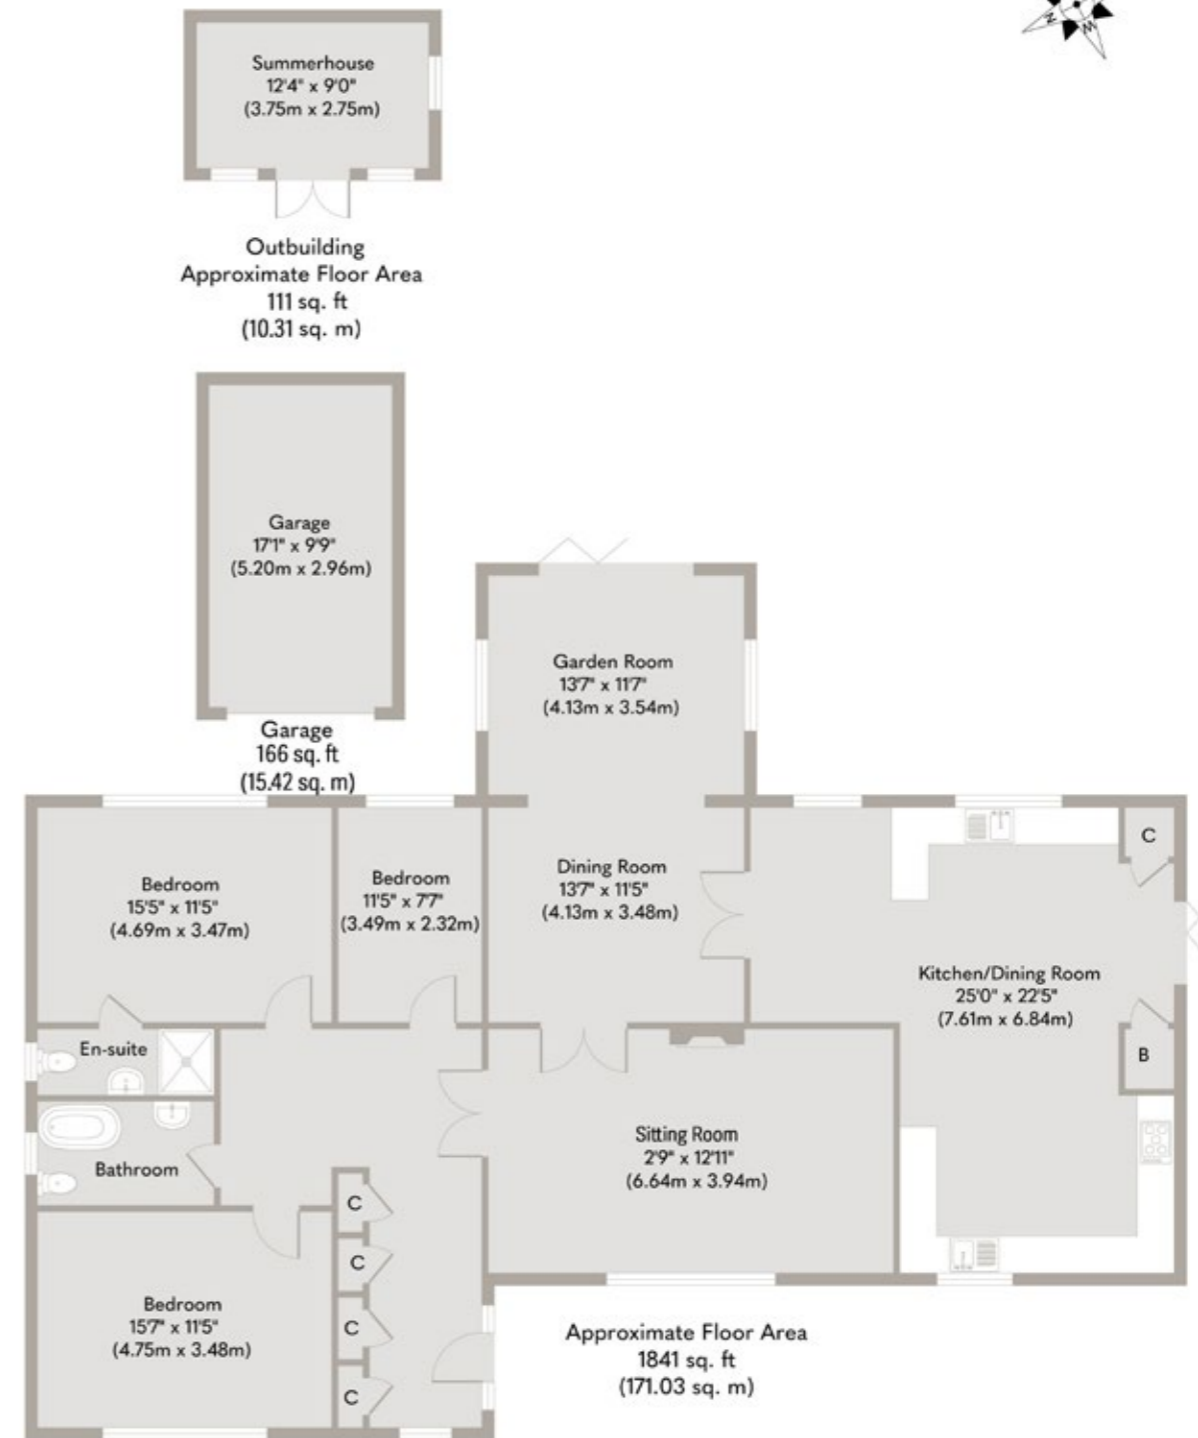 N
W
Summerhouse
12'4" x 9'0"
(3.75m x 2.75m)
Outbuilding
Approximate Floor Area
111 sq. ft
(10.31 sq. m)
Garage
17'1" x 9'9"
(5.20m x 2.96m)
Garage
166 sq. ft
(15.42 sq. m)
Garden Room
13'7" x 11'7"
(4.13m x 3.54m)
Bedroom
15'5" x 11'5"
(4.69m x 3.47m)
Bedroom
11'5" x 7'7"
(3.49m x 2.32m)
Dining Room
13'7" x 11'5"
(4.13m x 3.48m)
C
Kitchen/Dining Room
25'0" x 22'5"
(7.61m x 6.84m)
En-suite
B
Bathroom
Sitting Room
2'9" x 12'11"
(6.64m x 3.94m)
C
C
C
C
Bedroom
15'7" x 11'5"
(4.75m x 3.48m)
Approximate Floor Area
1841 sq. ft
(171.03 sq. m)